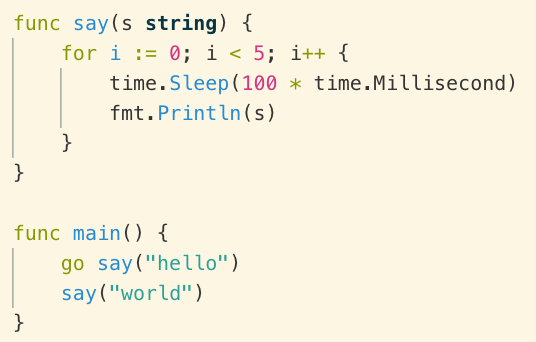 func say(s string) {
    for i := 0; i < 5; i++ {
        time.Sleep(100 * time.Millisecond)
        fmt.Println(s)
    }
}

func main() {
    go say("hello")
    say("world")
}